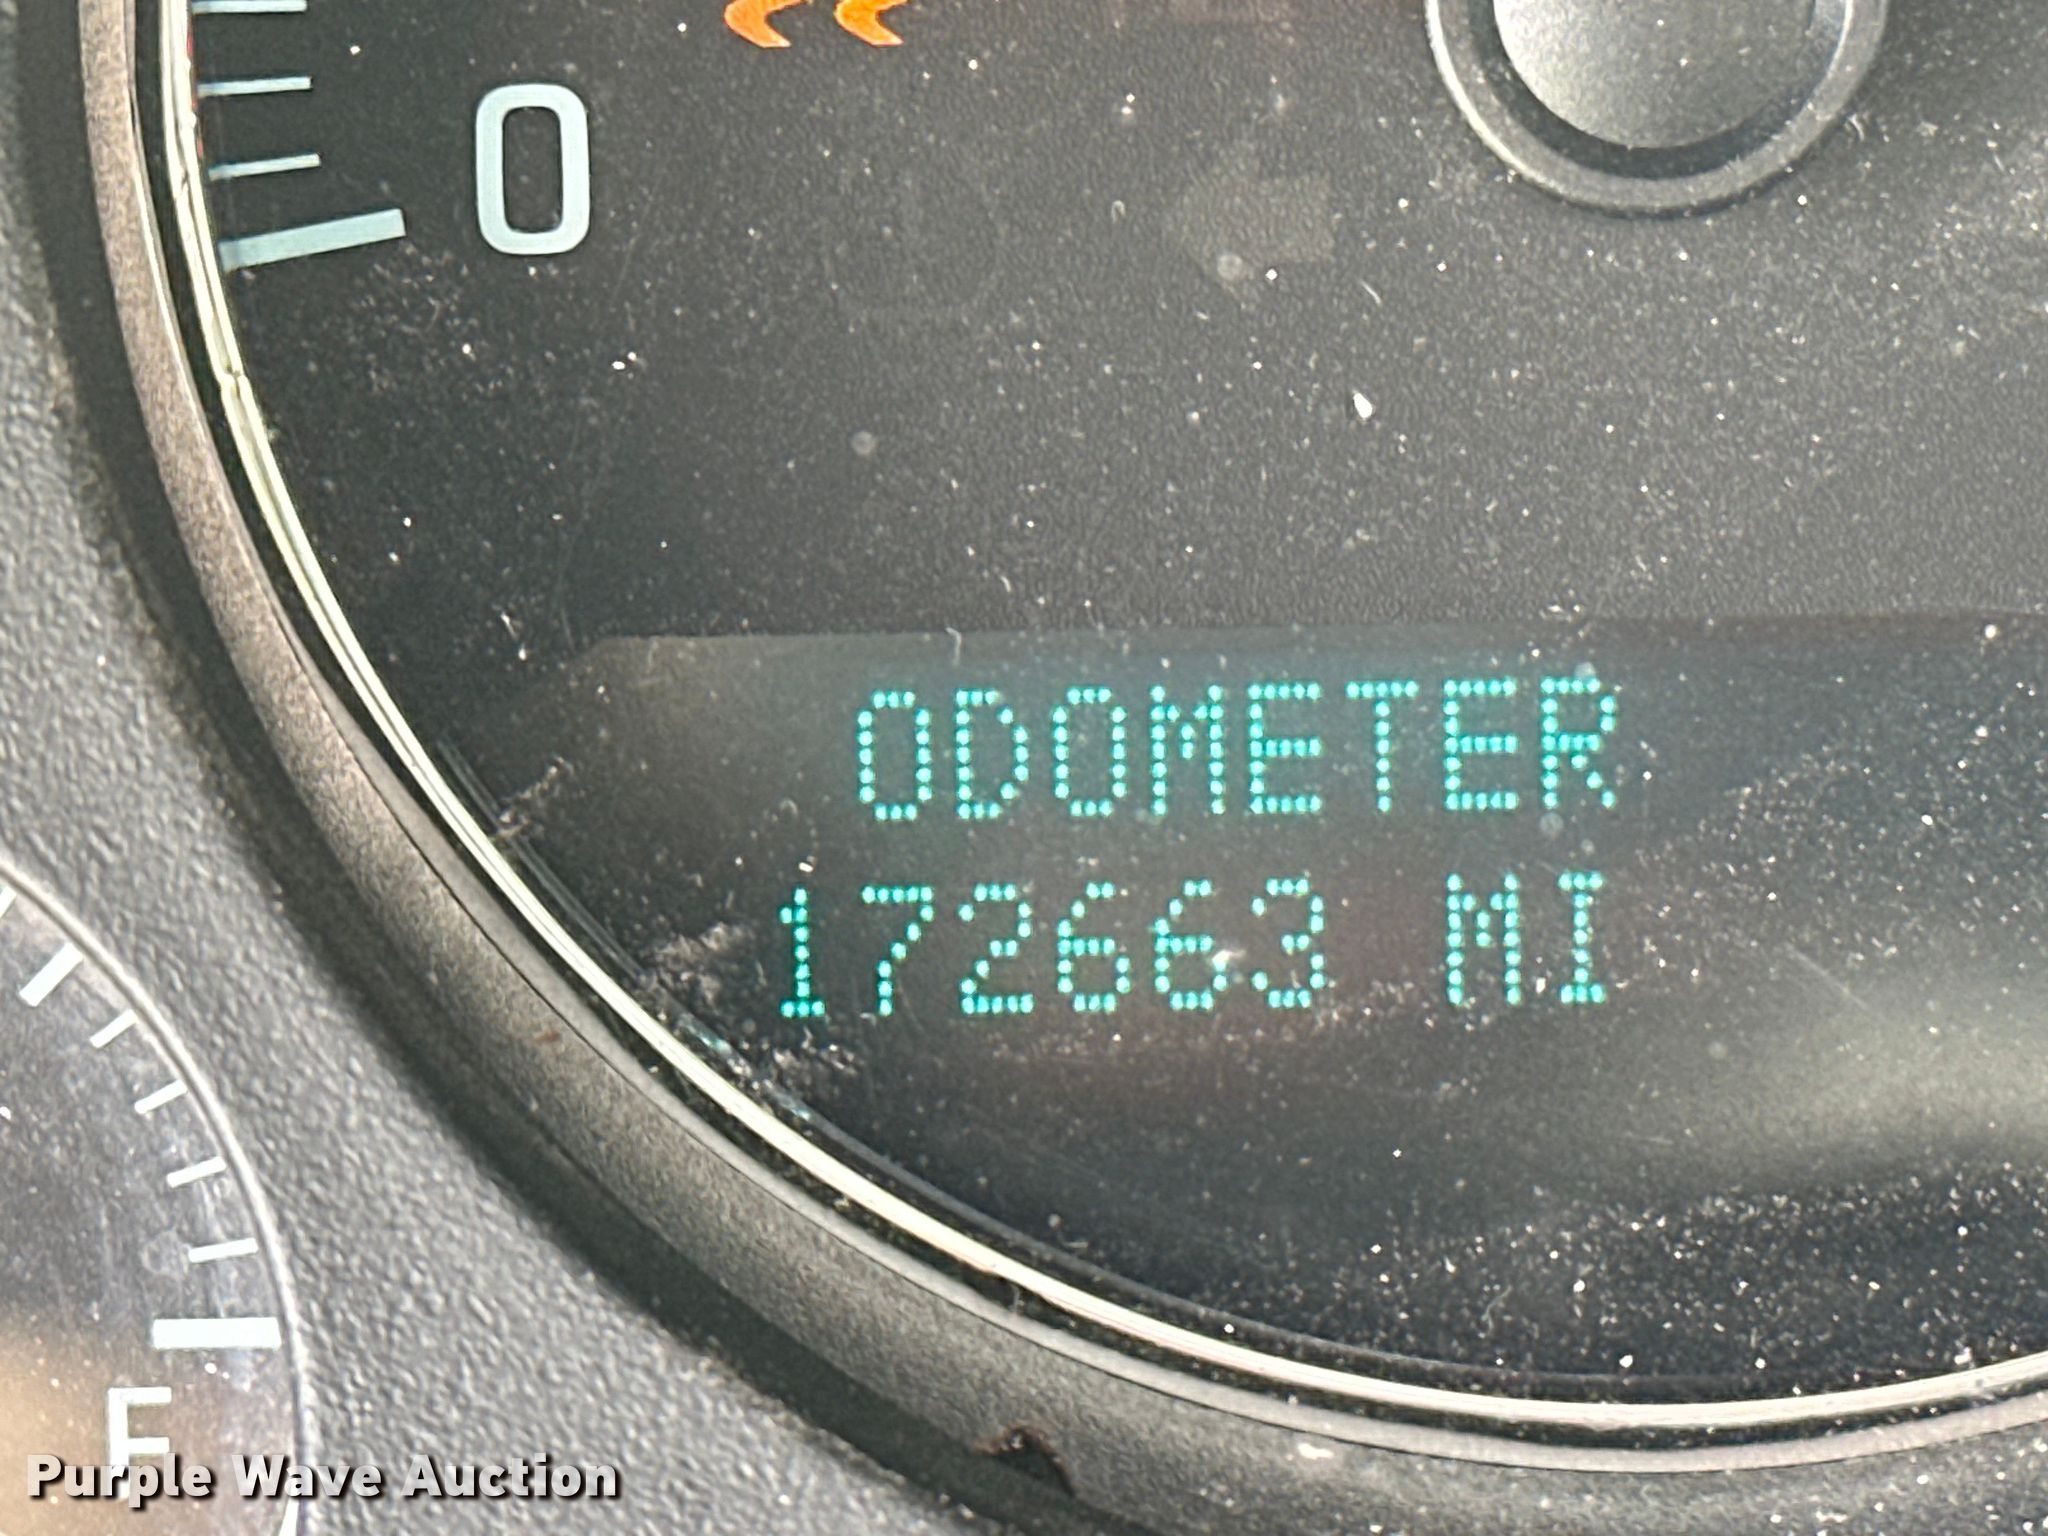 0
ODOMETER
172663 MI
F
Purple Wave Auction